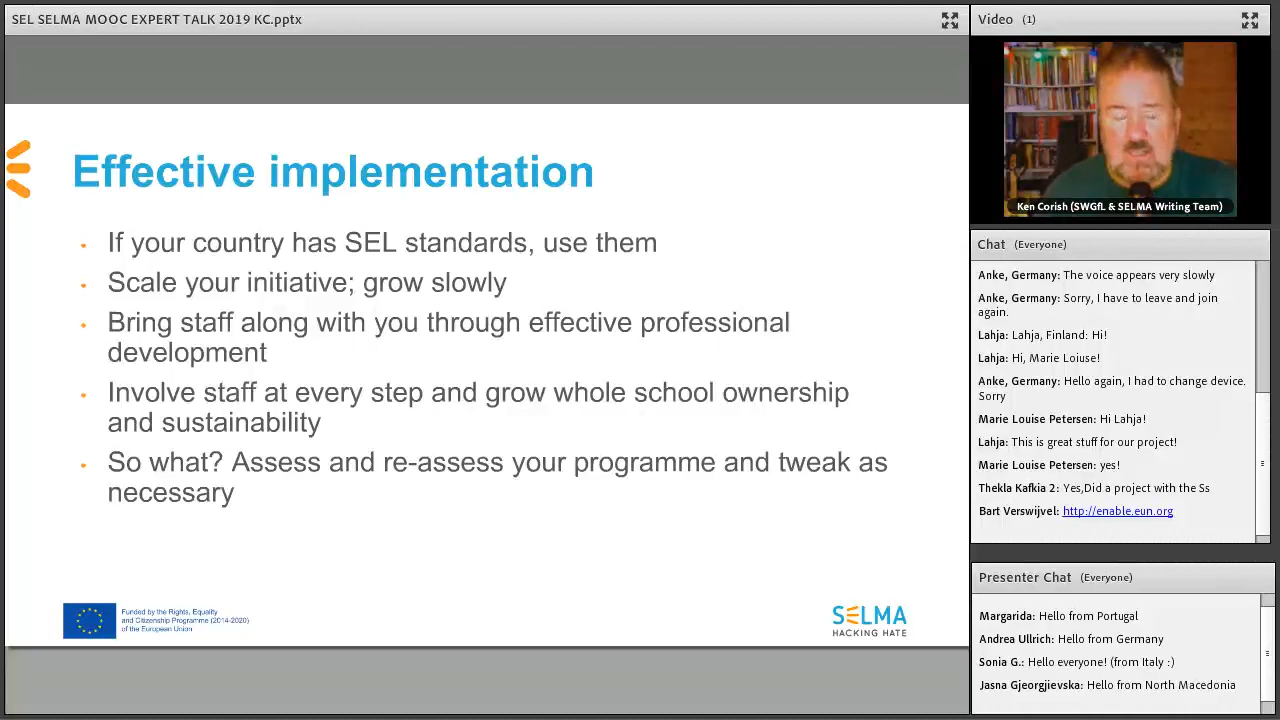 SEL SELMA MOOC EXPERT TALK 2019 KC.pptx
Effective implementation
If your country has SEL standards, use them
Scale your initiative; grow slowly
Bring staff along with you through effective professional
development
Involve staff at every step and grow whole school ownership
and sustainability
So what? Assess and re-assess your programme and tweak as
necessary
Funded by the Rights, Equality
and Citizenship Programme (2014-2020)
of the European Union
SELMA
HACKING HATE
Video (1)
Ken Corish (SWGfL & SELMA Writing Team)
Chat (Everyone)
Anke, Germany: The voice appears very slowly
Anke, Germany: Sorry, I have to leave and join
again.
Lahja: Lahja, Finland: Hi!
Lahja: Hi, Marie Loiuse!
Anke, Germany: Hello again, I had to change device.
Sorry
Marie Louise Petersen: Hi Lahja!
Lahja: This is great stuff for our project!
Marie Louise Petersen: yes!
Thekla Kafkia 2: Yes,Did a project with the Ss
Bart Verswijvel: http://enable.eun.org
Presenter Chat (Everyone)
Margarida: Hello from Portugal
Andrea Ullrich: Hello from Germany
Sonia G.: Hello everyone! (from Italy :)
Jasna Gjeorgjievska: Hello from North Macedonia